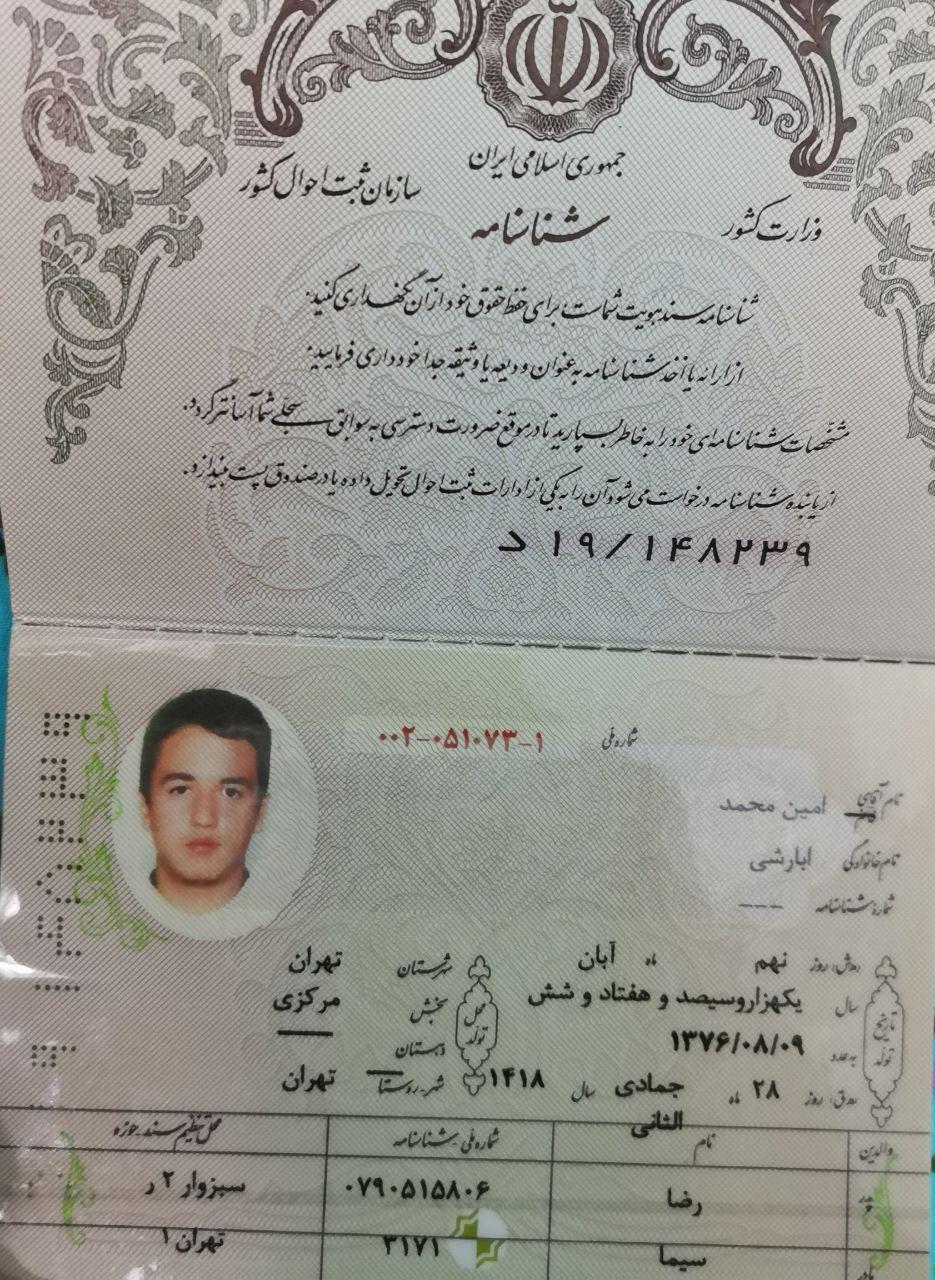 جمهوری اسلامی ایران
وزارت کشور
سازمان ثبت احوال کشور
شناسنامه
شناسنامه سند هویت شماست برای حفظ حقوق خود از آن نگهداری کنید.
از ارائه یا اخذ شناسنامه به عنوان ودیعه یا وثیقه جدا خودداری فرمایید.
مشخصات شناسنامه‌ای خود را به خاطر بسپارید تا در موقع ضرورت دسترسی به سوابق سجلی شما آسانتر گردد.
از یابنده شناسنامه درخواست می شود آن را به یکی از ادارات ثبت احوال تحویل داده یا در صندوق پست بیندازد.
د ۱۹/۱۴۸۲۳۹
شماره ملی ۰۰۲-۰۵۱۰۷۳-۱
نام آقای امین محمد
نام خانوادگی ابارشی
شماره شناسنامه ---
تاریخ تولد
روز نهم ماه آبان
سال یکهزاروسیصد و هفتاد و شش
به عدد ۱۳۷۶/۰۸/۰۹
روز ۲۸ ماه جمادی الثانی سال ۱۴۱۸
محل تولد
شهرستان تهران
بخش مرکزی
دهستان
شهر-روستا تهران
والدین نام شماره ملی-شناسنامه محل تنظیم سند-حوزه
پدر رضا ۰۷۹۰۵۱۵۸۰۶ سبزوار ۲ ر
سیما ۳۱۷۱ تهران ۱